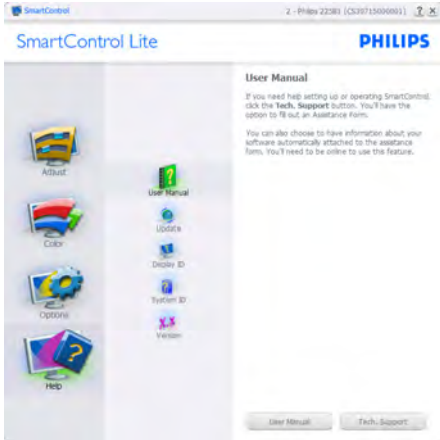 SmartControl
2 - Philips 225B1 (CS30715000001) ? X
SmartControl Lite
PHILIPS
User Manual
If you need help setting up or operating SmartControl,
click the Tech. Support button. You'll have the
option to fill out an Assistance Form.
You can also choose to have information about your
software automatically attached to the assistance
form. You'll need to be online to use this feature.
Adjust
Color
Options
Help
User Manual
Update
Display ID
System ID
X.X
Version
User Manual
Tech. Support